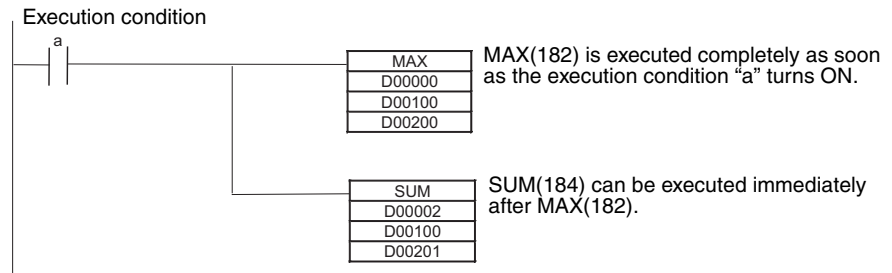 Execution condition
a
MAX
D00000
D00100
D00200
MAX(182) is executed completely as soon
as the execution condition “a” turns ON.
SUM
D00002
D00100
D00201
SUM(184) can be executed immediately
after MAX(182).